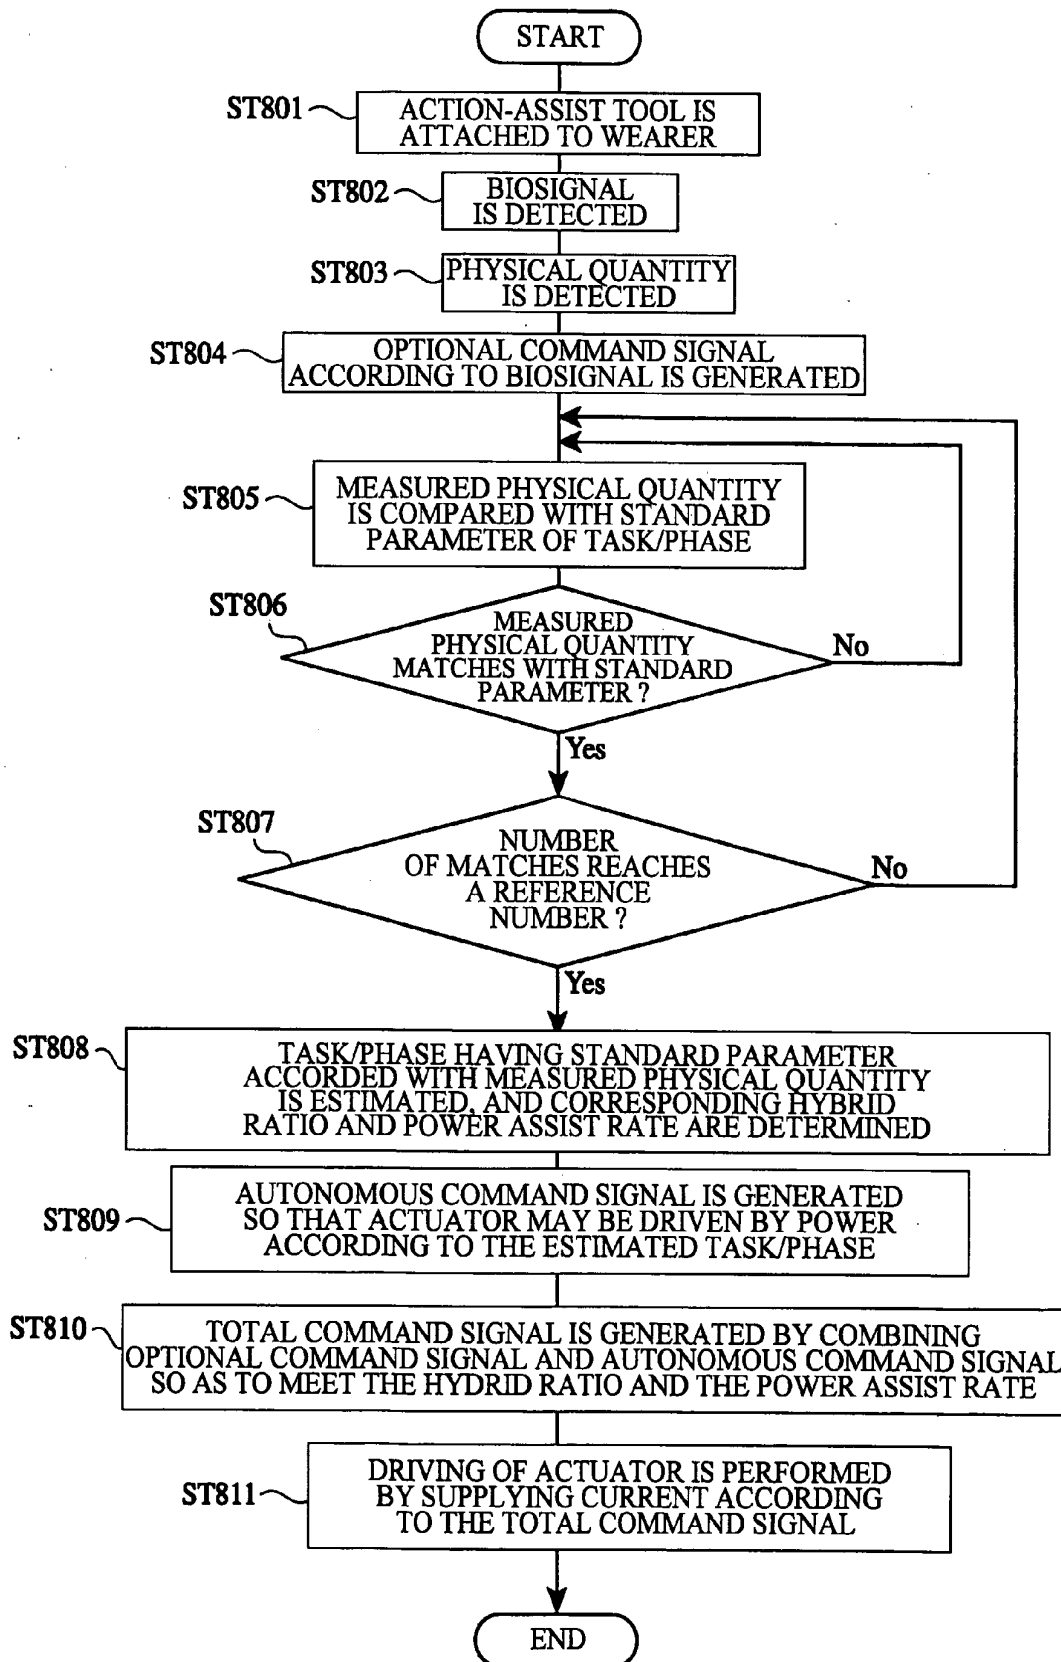 START
ST801
ACTION-ASSIST TOOL IS
ATTACHED TO WEARER
ST802
BIOSIGNAL
IS DETECTED
ST803
PHYSICAL QUANTITY
IS DETECTED
ST804
OPTIONAL COMMAND SIGNAL
ACCORDING TO BIOSIGNAL IS GENERATED
ST805
MEASURED PHYSICAL QUANTITY
IS COMPARED WITH STANDARD
PARAMETER OF TASK/PHASE
ST806
MEASURED
PHYSICAL QUANTITY
MATCHES WITH STANDARD
PARAMETER ?
No
Yes
ST807
NUMBER
OF MATCHES REACHES
A REFERENCE
NUMBER ?
No
Yes
ST808
TASK/PHASE HAVING STANDARD PARAMETER
ACCORDED WITH MEASURED PHYSICAL QUANTITY
IS ESTIMATED, AND CORRESPONDING HYBRID
RATIO AND POWER ASSIST RATE ARE DETERMINED
ST809
AUTONOMOUS COMMAND SIGNAL IS GENERATED
SO THAT ACTUATOR MAY BE DRIVEN BY POWER
ACCORDING TO THE ESTIMATED TASK/PHASE
ST810
TOTAL COMMAND SIGNAL IS GENERATED BY COMBINING
OPTIONAL COMMAND SIGNAL AND AUTONOMOUS COMMAND SIGNAL
SO AS TO MEET THE HYDRID RATIO AND THE POWER ASSIST RATE
ST811
DRIVING OF ACTUATOR IS PERFORMED
BY SUPPLYING CURRENT ACCORDING
TO THE TOTAL COMMAND SIGNAL
END